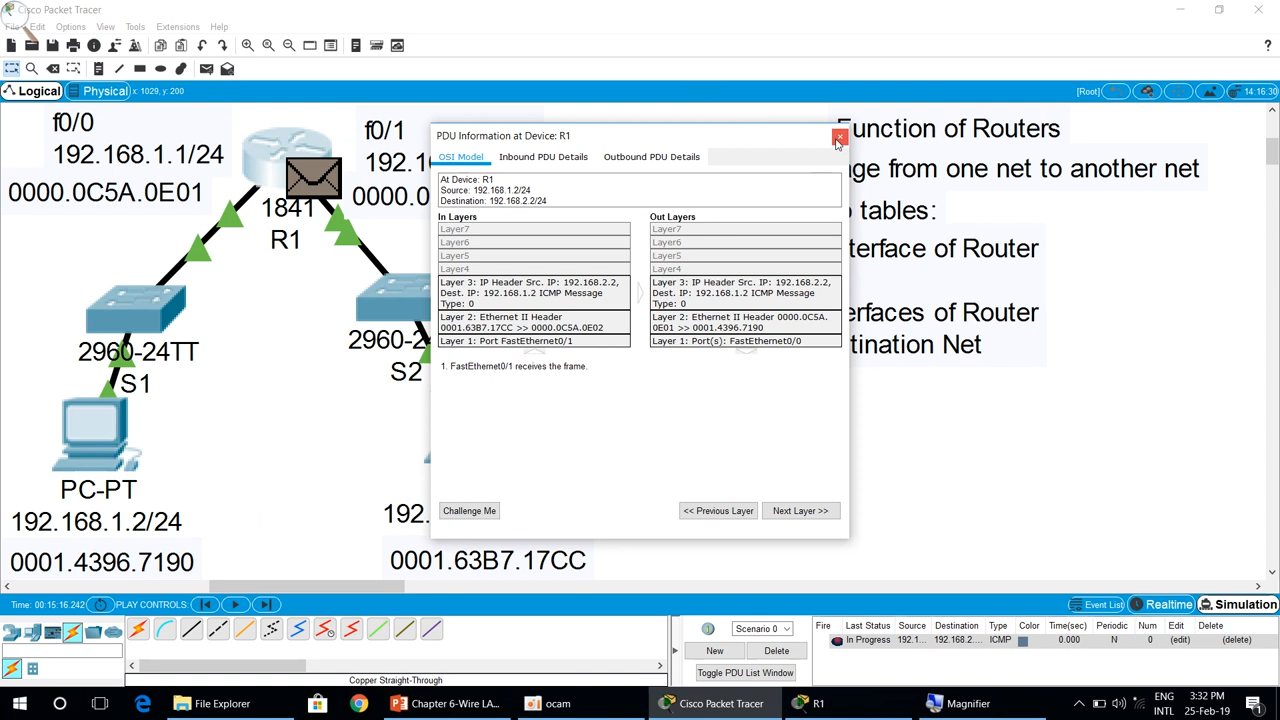 Cisco Packet Tracer
File Edit Options View Tools Extensions Help
?
Logical Physical x: 1029, y: 200 [Root] 14:16:30
f0/0
192.168.1.1/24
0000.0C5A.0E01
f0/1
192.16
0000.0
1841
R1
2960-24TT
S1
2960-24
S2
PC-PT
192.168.1.2/24
0001.4396.7190
192.
0001.63B7.17CC
Function of Routers
ge from one net to another net
tables:
terface of Router
erfaces of Router
tination Net
PDU Information at Device: R1
OSI Model Inbound PDU Details Outbound PDU Details
At Device: R1
Source: 192.168.1.2/24
Destination: 192.168.2.2/24
In Layers
Layer7
Layer6
Layer5
Layer4
Layer 3: IP Header Src. IP: 192.168.2.2,
Dest. IP: 192.168.1.2 ICMP Message
Type: 0
Layer 2: Ethernet II Header
0001.63B7.17CC >> 0000.0C5A.0E02
Layer 1: Port FastEthernet0/1
Out Layers
Layer7
Layer6
Layer5
Layer4
Layer 3: IP Header Src. IP: 192.168.2.2,
Dest. IP: 192.168.1.2 ICMP Message
Type: 0
Layer 2: Ethernet II Header 0000.0C5A.
0E01 >> 0001.4396.7190
Layer 1: Port(s): FastEthernet0/0
1. FastEthernet0/1 receives the frame.
Challenge Me << Previous Layer Next Layer >>
Time: 00:15:16.242 PLAY CONTROLS: Event List Realtime Simulation
Copper Straight-Through
Scenario 0
New Delete
Toggle PDU List Window
Fire Last Status Source Destination Type Color Time(sec) Periodic Num Edit Delete
In Progress 192.1... 192.168.2.... ICMP 0.000 N 0 (edit) (delete)
File Explorer Chapter 6-Wire LA... ocam Cisco Packet Tracer R1 Magnifier
ENG
INTL
3:32 PM
25-Feb-19
1